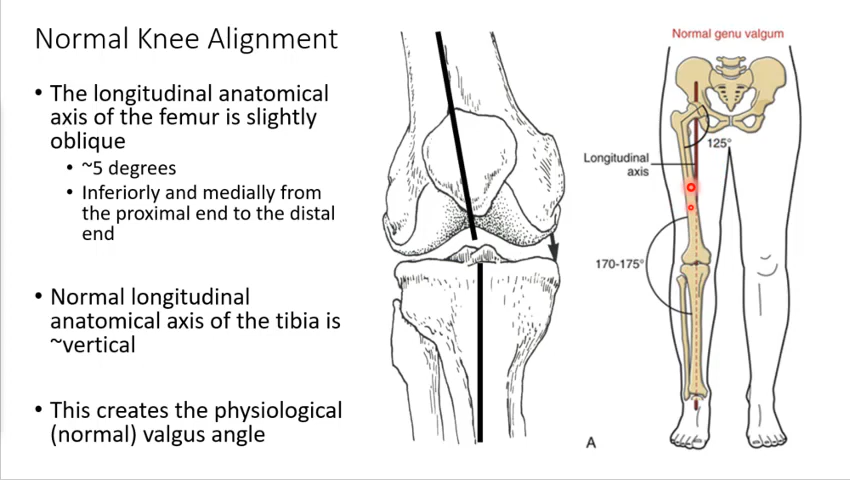 Normal Knee Alignment
• The longitudinal anatomical
axis of the femur is slightly
oblique
• ~5 degrees
• Inferiorly and medially from
the proximal end to the distal
end
• Normal longitudinal
anatomical axis of the tibia is
~vertical
• This creates the physiological
(normal) valgus angle
Normal genu valgum
125°
Longitudinal
axis
170-175°
A